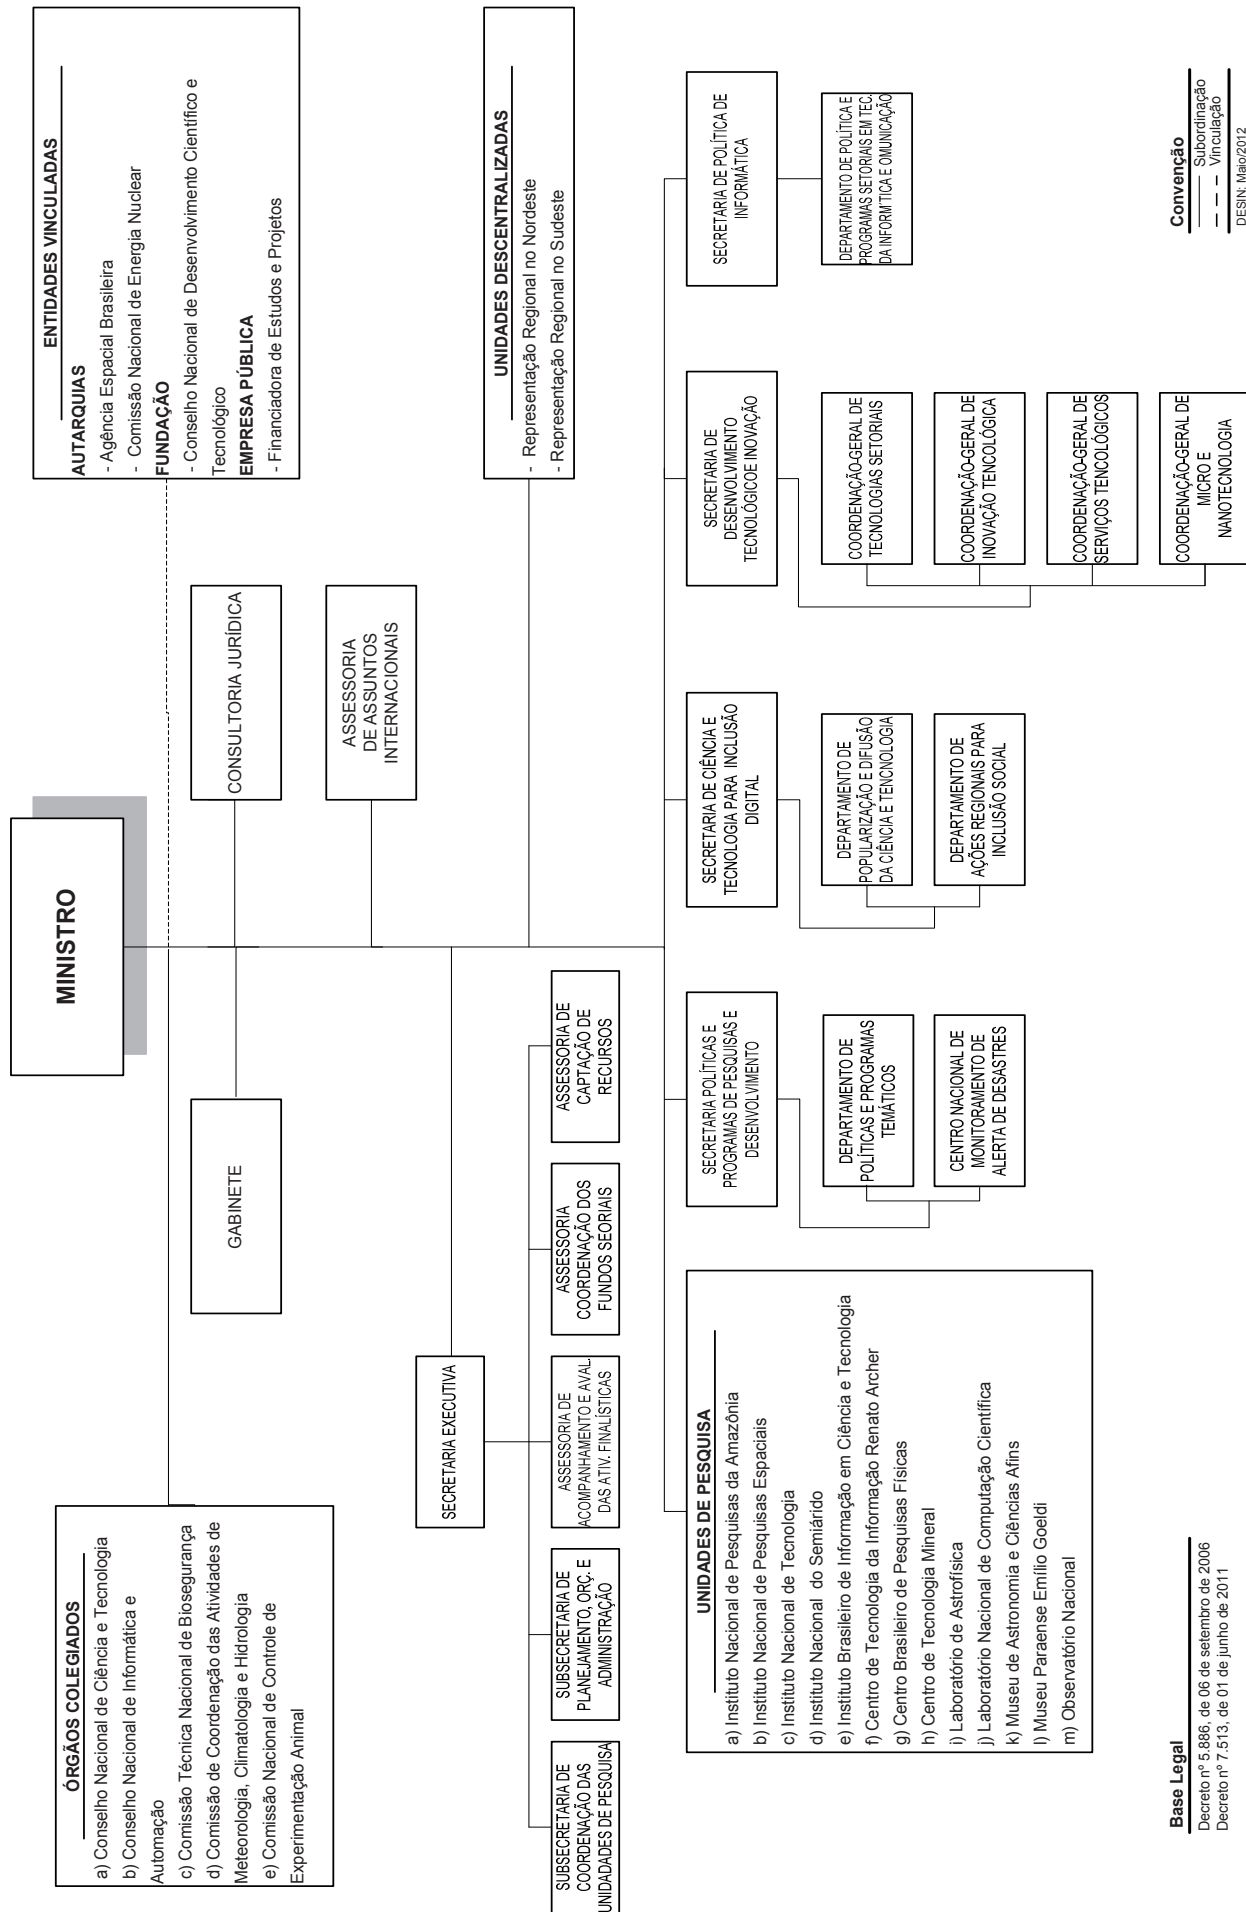 MINISTRO
ÓRGÃOS COLEGIADOS
a) Conselho Nacional de Ciência e Tecnologia
b) Conselho Nacional de Informática e
Automação
c) Comissão Técnica Nacional de Biosegurança
d) Comissão de Coordenação das Atividades de
Meteorologia, Climatologia e Hidrologia
e) Comissão Nacional de Controle de
Experimentação Animal
ENTIDADES VINCULADAS
AUTARQUIAS
- Agência Espacial Brasileira
- Comissão Nacional de Energia Nuclear
FUNDAÇÃO
- Conselho Nacional de Desenvolvimento Científico e
Tecnológico
EMPRESA PÚBLICA
- Financiadora de Estudos e Projetos
GABINETE
CONSULTORIA JURÍDICA
ASSESSORIA
DE ASSUNTOS
INTERNACIONAIS
SECRETARIA EXECUTIVA
UNIDADES DESCENTRALIZADAS
- Representação Regional no Nordeste
- Representação Regional no Sudeste
SUBSECRETARIA DE
COORDENAÇÃO DAS
UNIDADADES DE PESQUISA
SUBSECRETARIA DE
PLANEJAMENTO, ORÇ. E
ADMINISTRAÇÃO
ASSESSORIA DE
ACOMPANHAMENTO E AVAL.
DAS ATIV. FINALÍSTICAS
ASSESSORIA
COORDENAÇÃO DOS
FUNDOS SEORIAIS
ASSESSORIA DE
CAPTAÇÃO DE
RECURSOS
UNIDADES DE PESQUISA
a) Instituto Nacional de Pesquisas da Amazônia
b) Instituto Nacional de Pesquisas Espaciais
c) Instituto Nacional de Tecnologia
d) Instituto Nacional do Semiárido
e) Instituto Brasileiro de Informação em Ciência e Tecnologia
f) Centro de Tecnologia da Informação Renato Archer
g) Centro Brasileiro de Pesquisas Físicas
h) Centro de Tecnologia Mineral
i) Laboratório de Astrofísica
j) Laboratório Nacional de Computação Científica
k) Museu de Astronomia e Ciências Afins
l) Museu Paraense Emílio Goeldi
m) Observatório Nacional
SECRETARIA POLÍTICAS E
PROGRAMAS DE PESQUISAS E
DESENVOLVIMENTO
DEPARTAMENTO DE
POLÍTICAS E PROGRAMAS
TEMÁTICOS
CENTRO NACIONAL DE
MONITORAMENTO DE
ALERTA DE DESASTRES
SECRETARIA DE CIÊNCIA E
TECNOLOGIA PARA INCLUSÃO
DIGITAL
DEPARTAMENTO DE
POPULARIZAÇÃO E DIFUSÃO
DA CIÊNCIA E TENCNOLOGIA
DEPARTAMENTO DE
AÇÕES REGIONAIS PARA
INCLUSÃO SOCIAL
SECRETARIA DE
DESENVOLVIMENTO
TECNOLÓGICOE INOVAÇÃO
COORDENAÇÃO-GERAL DE
TECNOLOGIAS SETORIAIS
COORDENAÇÃO-GERAL DE
INOVAÇÃO TENCOLÓGICA
COORDENAÇÃO-GERAL DE
SERVIÇOS TENCOLÓGICOS
COORDENAÇÃO-GERAL DE
MICRO E
NANOTECNOLOGIA
SECRETARIA DE POLÍTICA DE
INFORMÁTICA
DEPARTAMENTO DE POLÍTICA E
PROGRAMAS SETORIAIS EM TEC.
DA INFORM'TICA E OMUNICAÇÃO
Base Legal
Decreto nº 5.886, de 06 de setembro de 2006
Decreto nº 7.513, de 01 de junho de 2011
Convenção
Subordinação
Vinculação
DESIN: Maio/2012